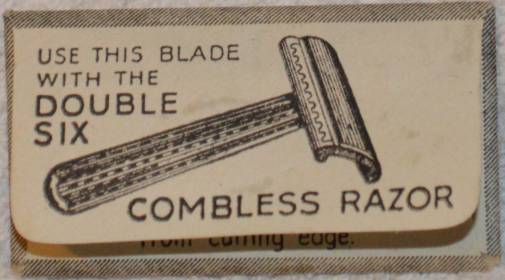 USE THIS BLADE
WITH THE
DOUBLE
SIX
COMBLESS RAZOR
from cutting edge.